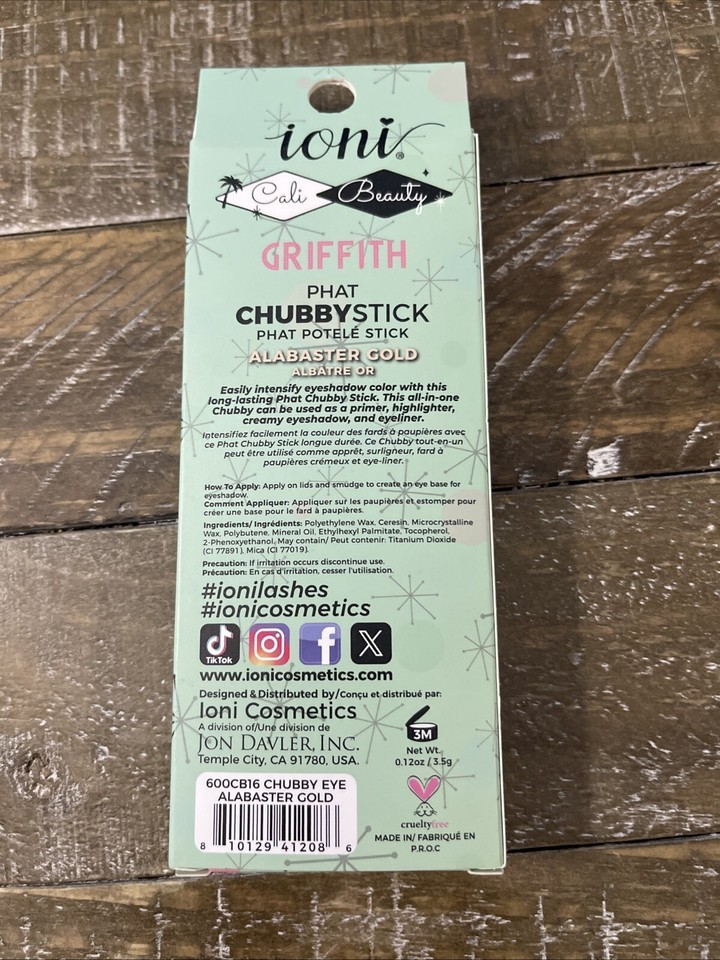 ioni®
Cali Beauty
GRIFFITH
PHAT
CHUBBYSTICK
PHAT POTELÉ STICK
ALABASTER GOLD
ALBÂTRE OR
Easily intensify eyeshadow color with this
long-lasting Phat Chubby Stick. This all-in-one
Chubby can be used as a primer, highlighter,
creamy eyeshadow, and eyeliner.
Intensifiez facilement la couleur des fards à paupières avec
ce Phat Chubby Stick longue durée. Ce Chubby tout-en-un
peut être utilisé comme apprêt, surligneur, fard à
paupières crémeux et eye-liner.
How To Apply: Apply on lids and smudge to create an eye base for
eyeshadow.
Comment Appliquer: Appliquer sur les paupières et estomper pour
créer une base pour le fard à paupières.
Ingredients/ Ingrédients: Polyethylene Wax, Ceresin, Microcrystalline
Wax, Polybutene, Mineral Oil, Ethylhexyl Palmitate, Tocopherol,
2-Phenoxyethanol, May contain/ Peut contenir: Titanium Dioxide
(CI 77891), Mica (CI 77019).
Precaution: If irritation occurs discontinue use.
Précaution: En cas d'irritation, cesser l'utilisation.
#ionilashes
#ionicosmetics
TikTok
www.ionicosmetics.com
Designed & Distributed by/Conçu et distribué par:
Ioni Cosmetics
A division of/Une division de
JON DAVLER, INC.
Temple City, CA 91780, USA.
3M
Net Wt.
0.12oz / 3.5g
600CB16 CHUBBY EYE
ALABASTER GOLD
8 10129 41208 6
crueltyfree
MADE IN/ FABRIQUÉ EN
P.R.O.C